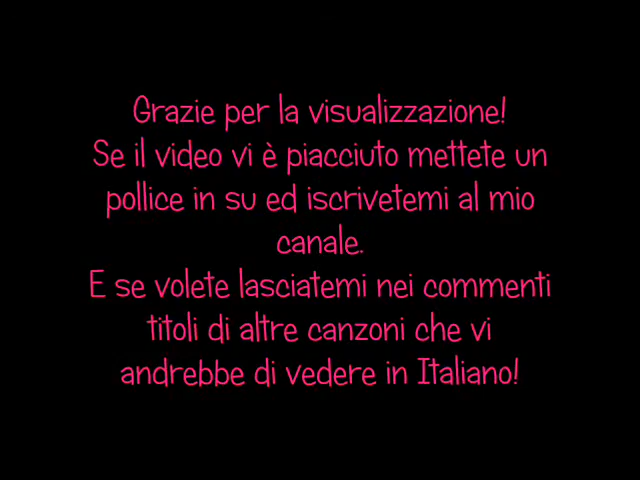 Grazie per la visualizzazione!
Se il video vi è piacciuto mettete un
pollice in su ed iscrivetemi al mio
canale.
E se volete lasciatemi nei commenti
titoli di altre canzoni che vi
andrebbe di vedere in Italiano!